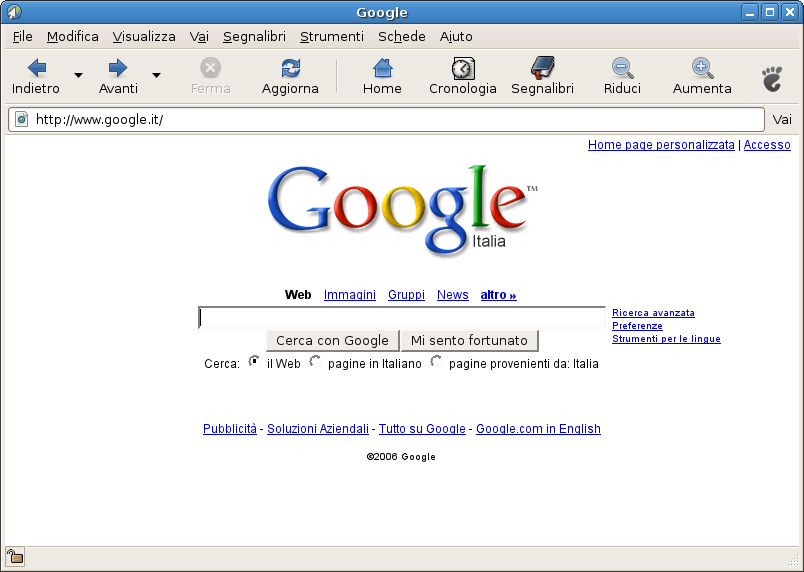 Google
File Modifica Visualizza Vai Segnalibri Strumenti Schede Aiuto
Indietro Avanti Ferma Aggiorna Home Cronologia Segnalibri Riduci Aumenta
http://www.google.it/ Vai
Home page personalizzata | Accesso
Google™
Italia
Web Immagini Gruppi News altro »
Ricerca avanzata
Preferenze
Strumenti per le lingue
Cerca con Google Mi sento fortunato
Cerca: il Web pagine in Italiano pagine provenienti da: Italia
Pubblicità - Soluzioni Aziendali - Tutto su Google - Google.com in English
©2006 Google